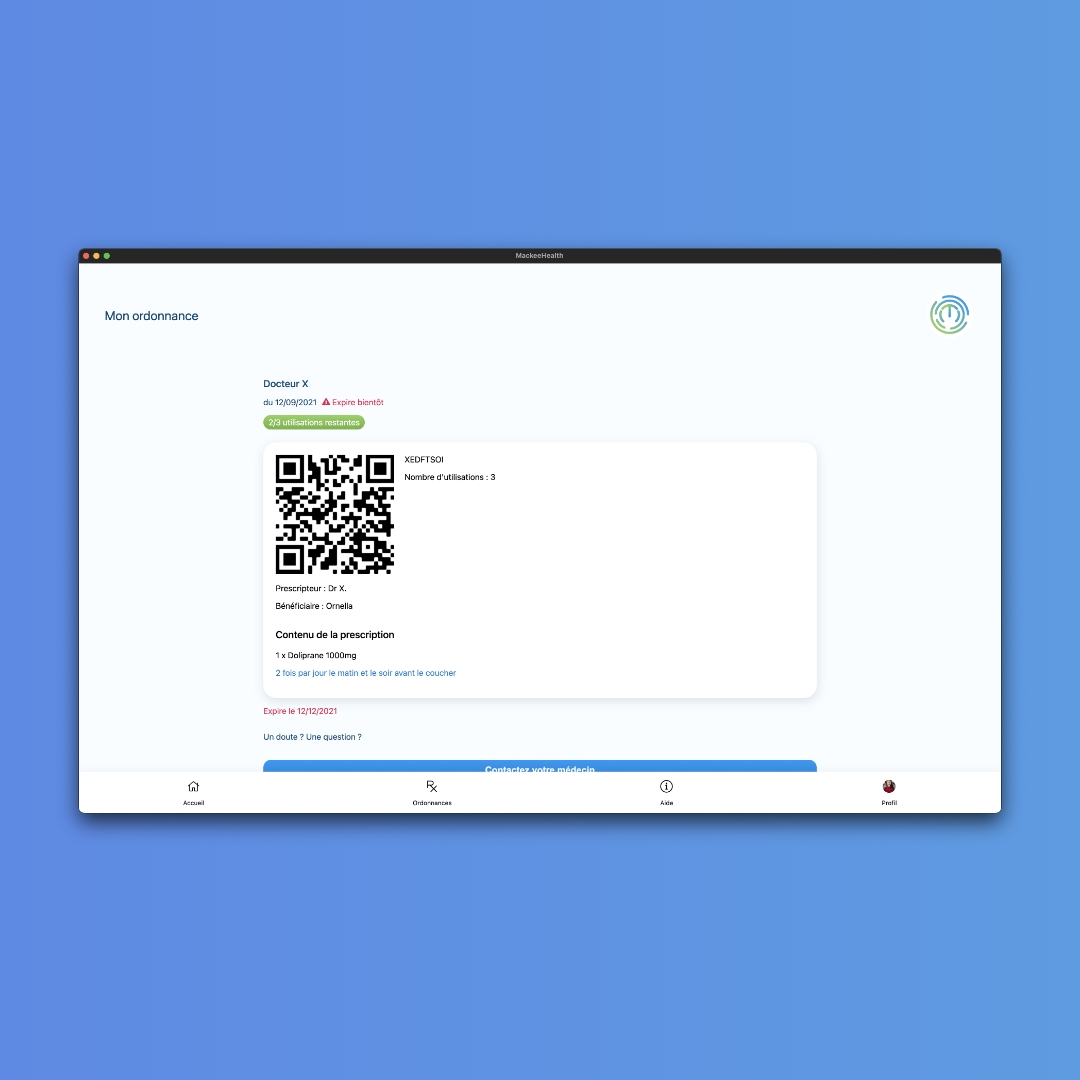 MackeeHealth
Mon ordonnance
Docteur X
du 12/09/2021 Expire bientôt
2/3 utilisations restantes
XEDFTSOI
Nombre d'utilisations : 3
Prescripteur : Dr X.
Bénéficiaire : Ornella
Contenu de la prescription
1 x Doliprane 1000mg
2 fois par jour le matin et le soir avant le coucher
Expire le 12/12/2021
Un doute ? Une question ?
Contactez votre médecin
Accueil
Ordonnances
Aide
Profil